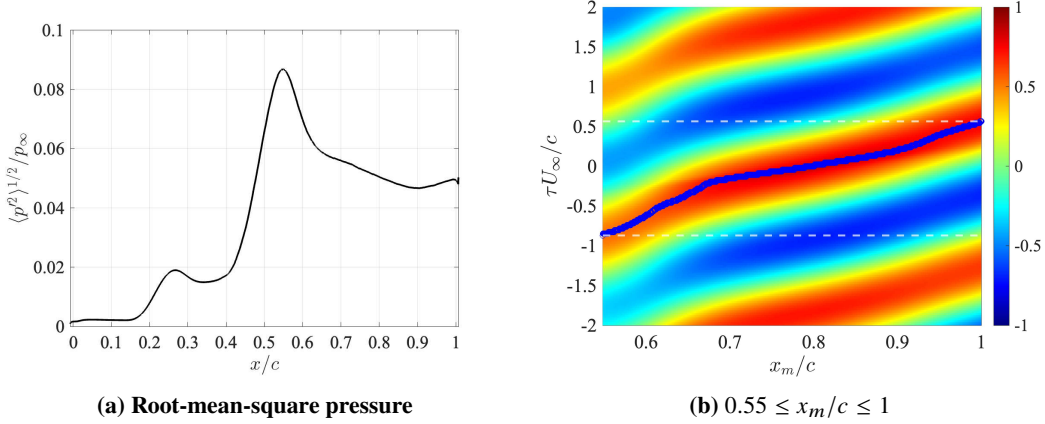 0.1
0.08
0.06
0.04
0.02
0
⟨p′²⟩^{1/2}/p_∞
0 0.1 0.2 0.3 0.4 0.5 0.6 0.7 0.8 0.9 1
x/c
(a) Root-mean-square pressure
2
1.5
1
0.5
0
-0.5
-1
-1.5
-2
τU_∞/c
0.6 0.7 0.8 0.9 1
x_m/c
1
0.5
0
-0.5
-1
(b) 0.55 ≤ x_m/c ≤ 1